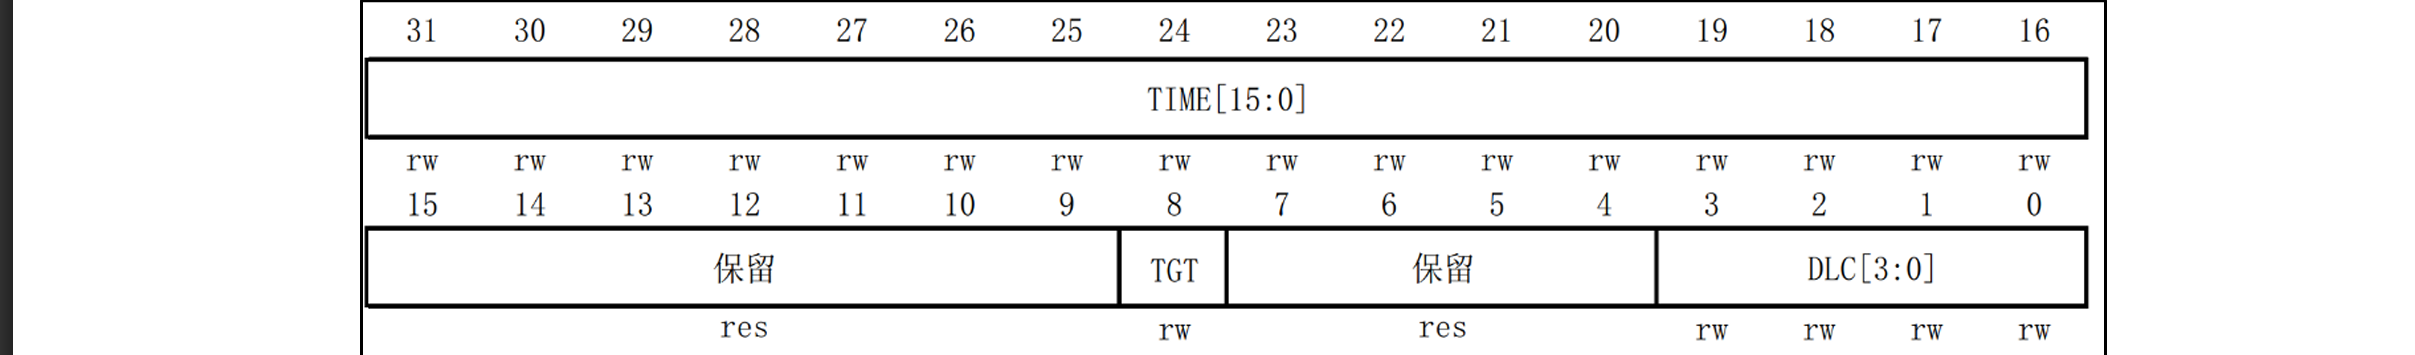 31 30 29 28 27 26 25 24 23 22 21 20 19 18 17 16
TIME[15:0]
rw rw rw rw rw rw rw rw rw rw rw rw rw rw rw rw
15 14 13 12 11 10 9 8 7 6 5 4 3 2 1 0
保留 TGT 保留 DLC[3:0]
res rw res rw rw rw rw